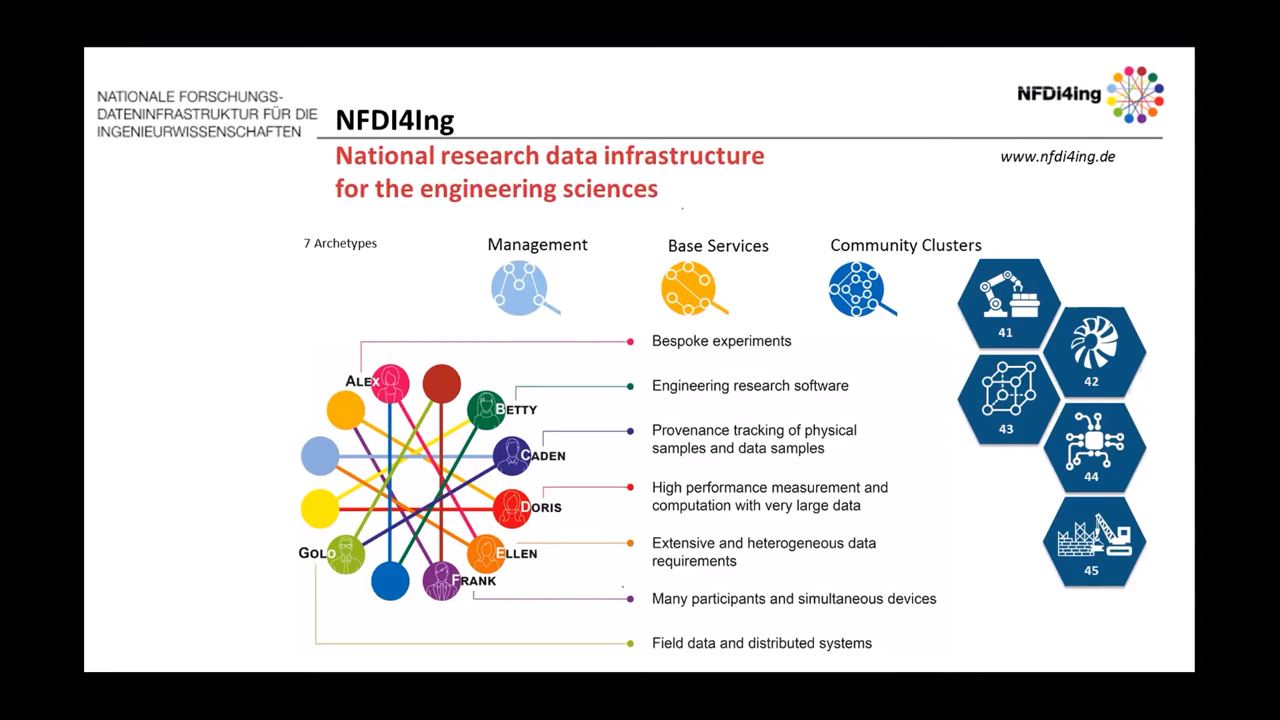 NATIONALE FORSCHUNGS-
DATENINFRASTRUKTUR FÜR DIE
INGENIEURWISSENSCHAFTEN
NFDI4Ing
NFDi4ing
National research data infrastructure
for the engineering sciences
www.nfdi4ing.de
7 Archetypes
Management
Base Services
Community Clusters
41
42
43
44
45
ALEX
BETTY
CADEN
DORIS
ELLEN
FRANK
GOLO
Bespoke experiments
Engineering research software
Provenance tracking of physical
samples and data samples
High performance measurement and
computation with very large data
Extensive and heterogeneous data
requirements
Many participants and simultaneous devices
Field data and distributed systems